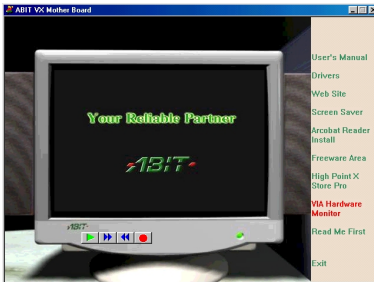 ABIT VX Mother Board
Your Reliable Partner
ABIT
ABIT
User's Manual
Drivers
Web Site
Screen Saver
Arcobat Reader
Install
Freeware Area
High Point X
Store Pro
VIA Hardware
Monitor
Read Me First
Exit